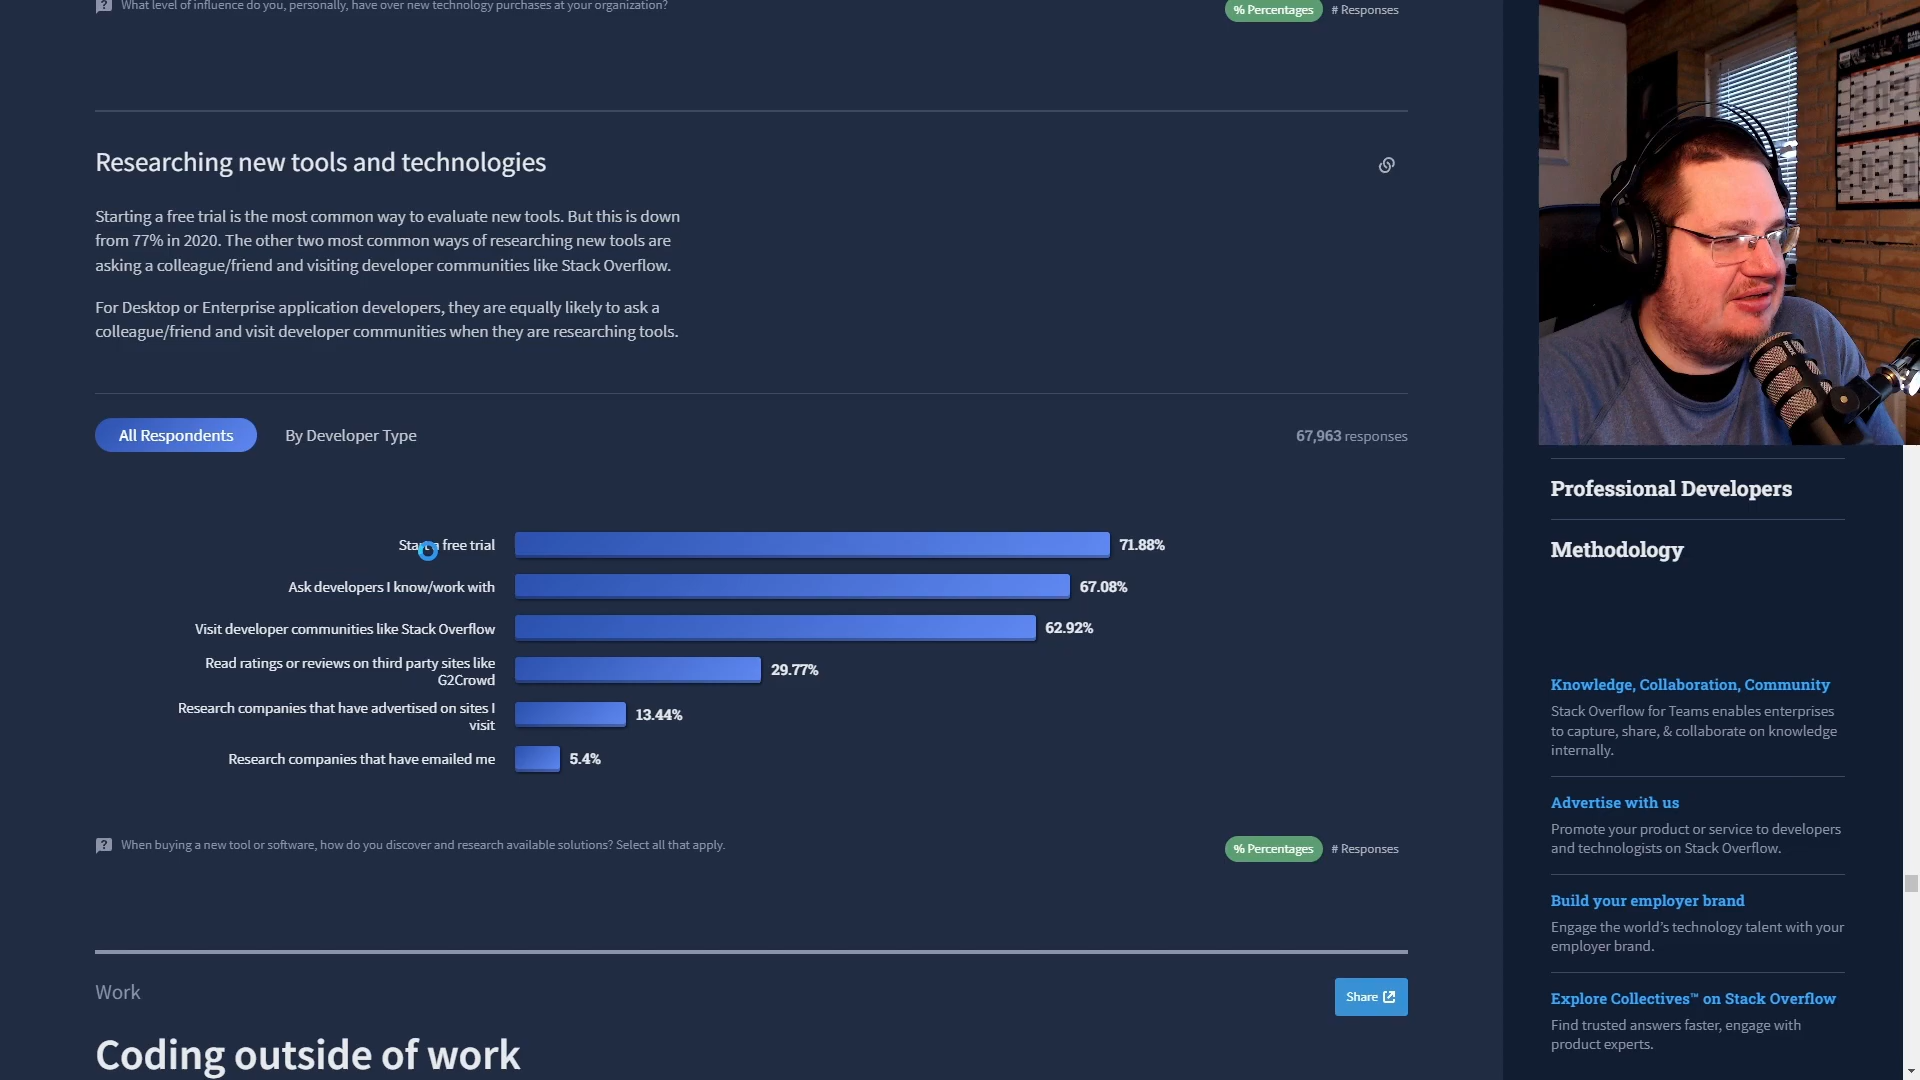 What level of influence do you, personally, have over new technology purchases at your organization?
% Percentages
# Responses
Researching new tools and technologies
Starting a free trial is the most common way to evaluate new tools. But this is down
from 77% in 2020. The other two most common ways of researching new tools are
asking a colleague/friend and visiting developer communities like Stack Overflow.
For Desktop or Enterprise application developers, they are equally likely to ask a
colleague/friend and visit developer communities when they are researching tools.
All Respondents
By Developer Type
67,963 responses
Start a free trial
71.88%
Ask developers I know/work with
67.08%
Visit developer communities like Stack Overflow
62.92%
Read ratings or reviews on third party sites like
G2Crowd
29.77%
Research companies that have advertised on sites I
visit
13.44%
Research companies that have emailed me
5.4%
? When buying a new tool or software, how do you discover and research available solutions? Select all that apply.
% Percentages
# Responses
Work
Share
Coding outside of work
Professional Developers
Methodology
Knowledge, Collaboration, Community
Stack Overflow for Teams enables enterprises
to capture, share, & collaborate on knowledge
internally.
Advertise with us
Promote your product or service to developers
and technologists on Stack Overflow.
Build your employer brand
Engage the world's technology talent with your
employer brand.
Explore Collectives™ on Stack Overflow
Find trusted answers faster, engage with
product experts.